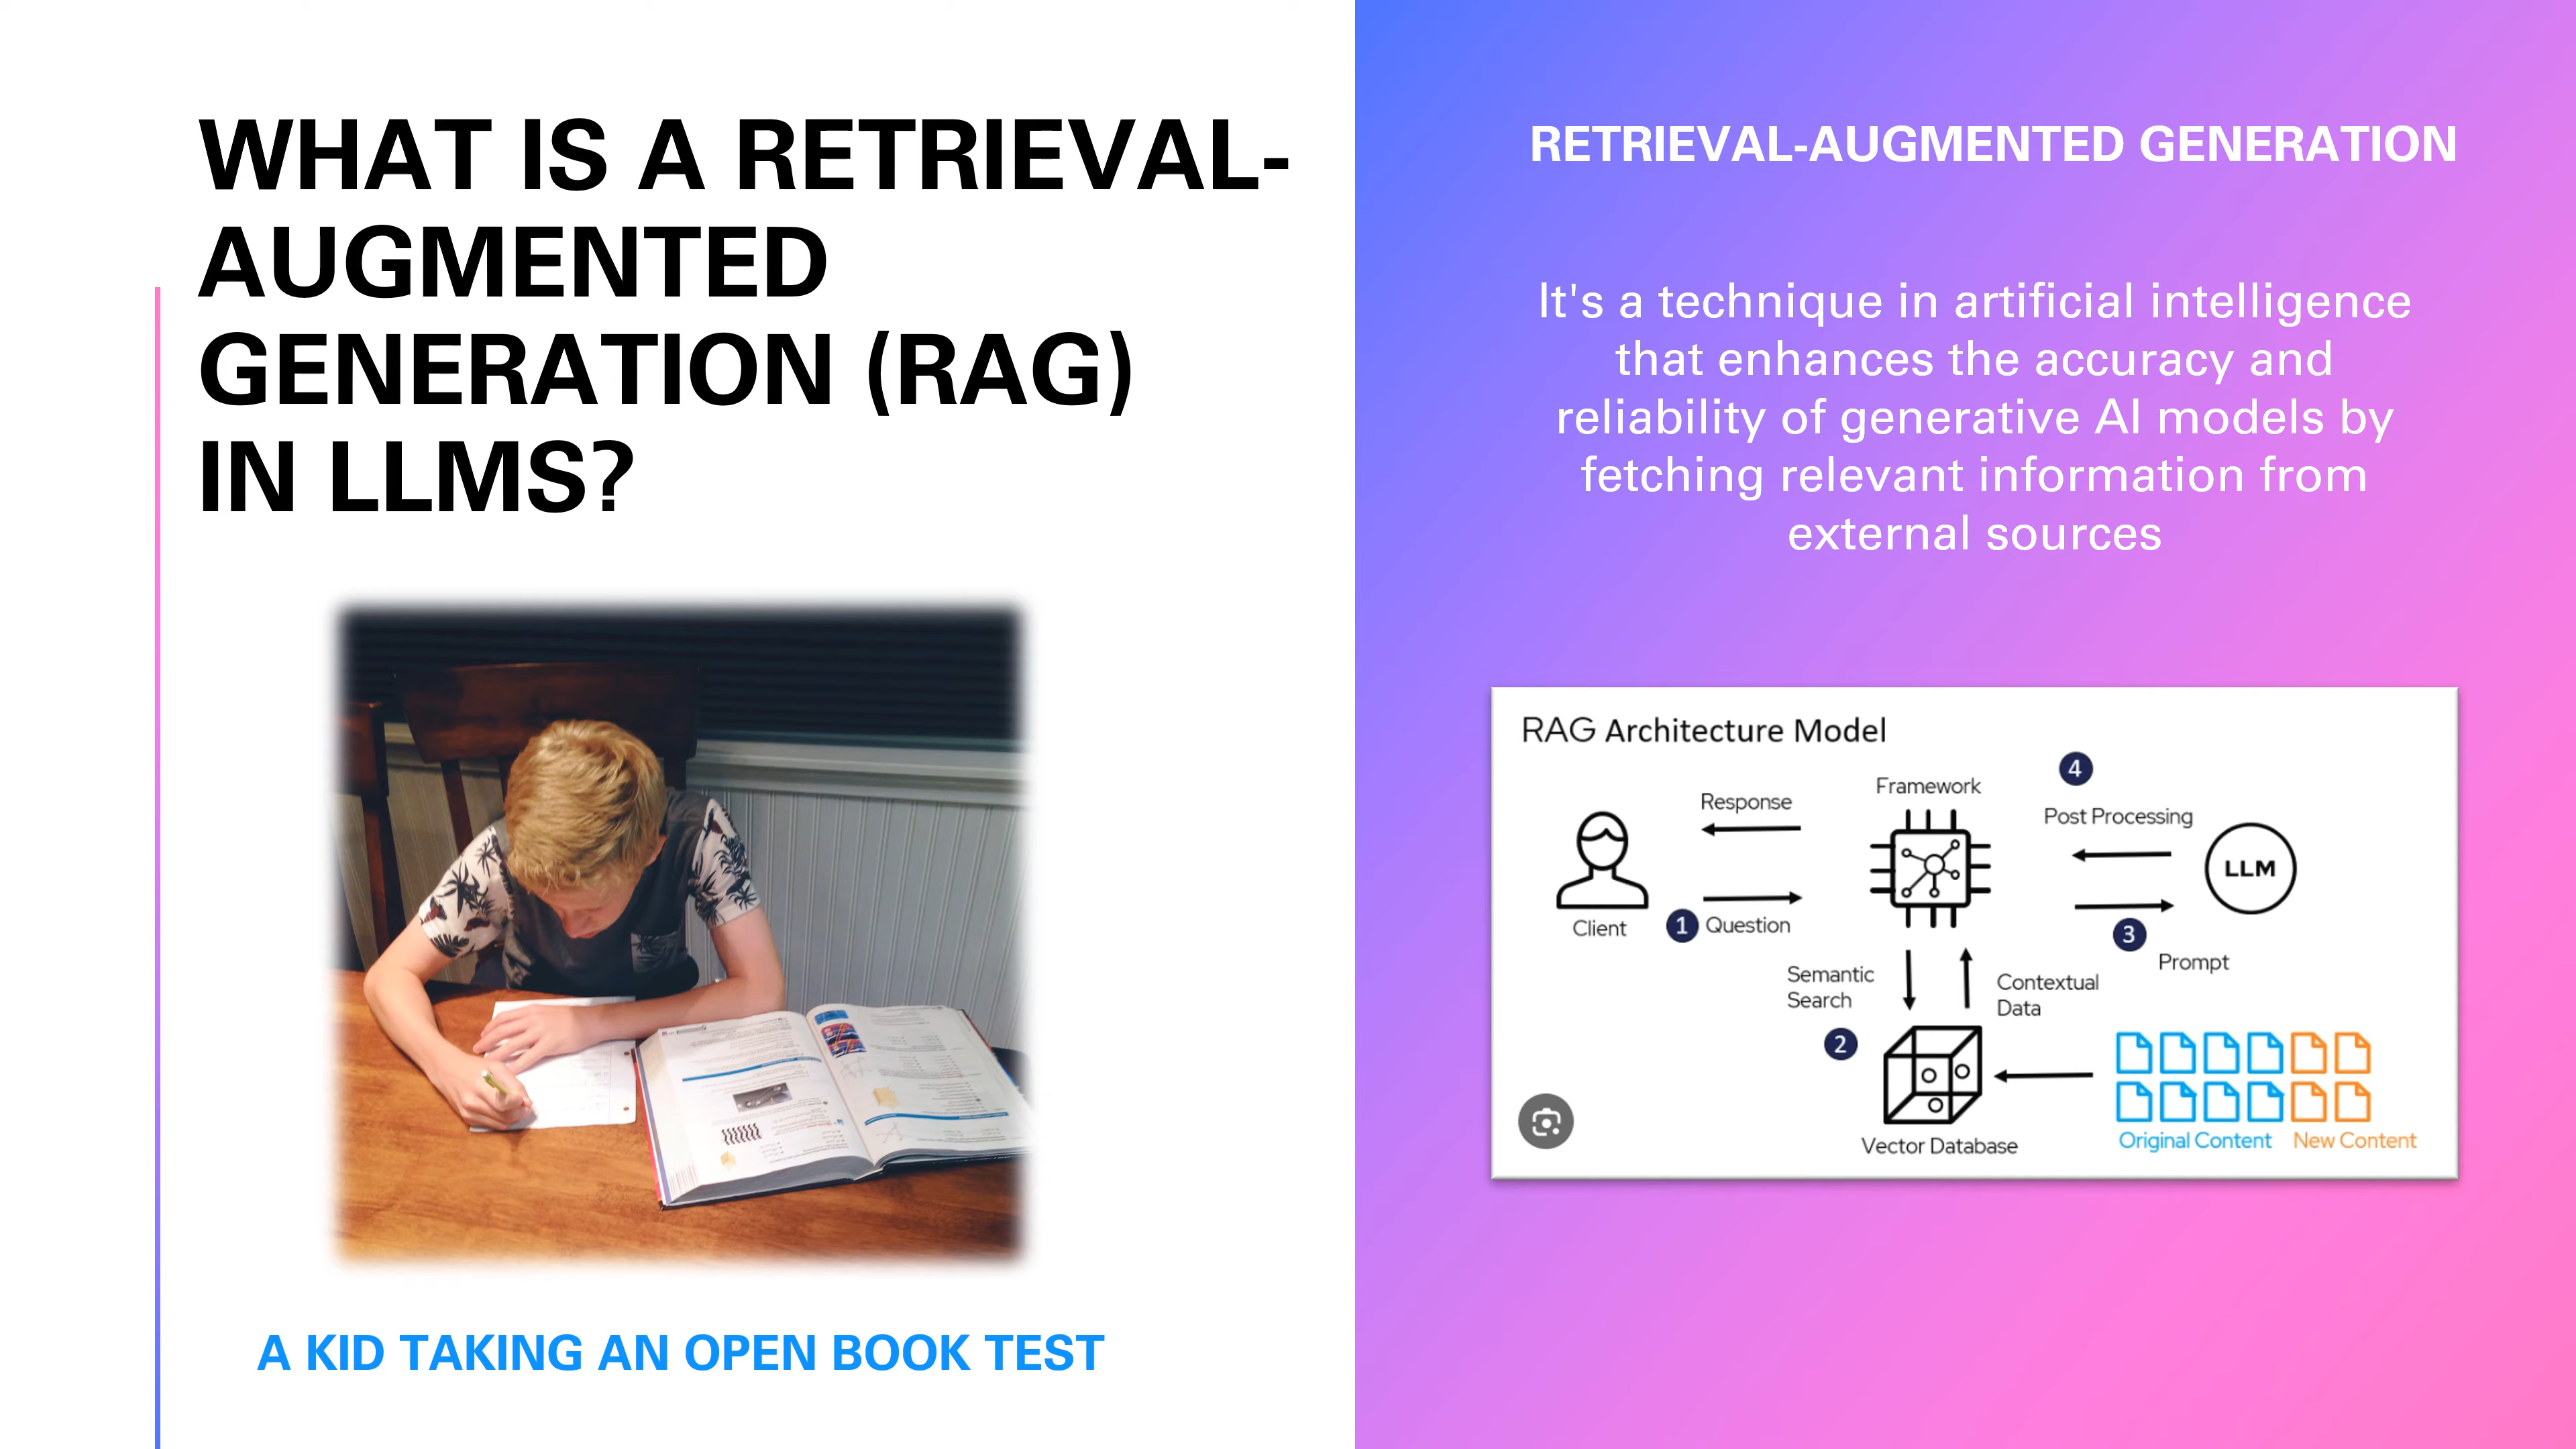 WHAT IS A RETRIEVAL-
AUGMENTED
GENERATION (RAG)
IN LLMS?
A KID TAKING AN OPEN BOOK TEST
RETRIEVAL-AUGMENTED GENERATION
It's a technique in artificial intelligence
that enhances the accuracy and
reliability of generative AI models by
fetching relevant information from
external sources
RAG Architecture Model
4
Framework
Response
Post Processing
LLM
Client
1 Question
3
Prompt
Semantic
Search
Contextual
Data
2
Vector Database
Original Content New Content